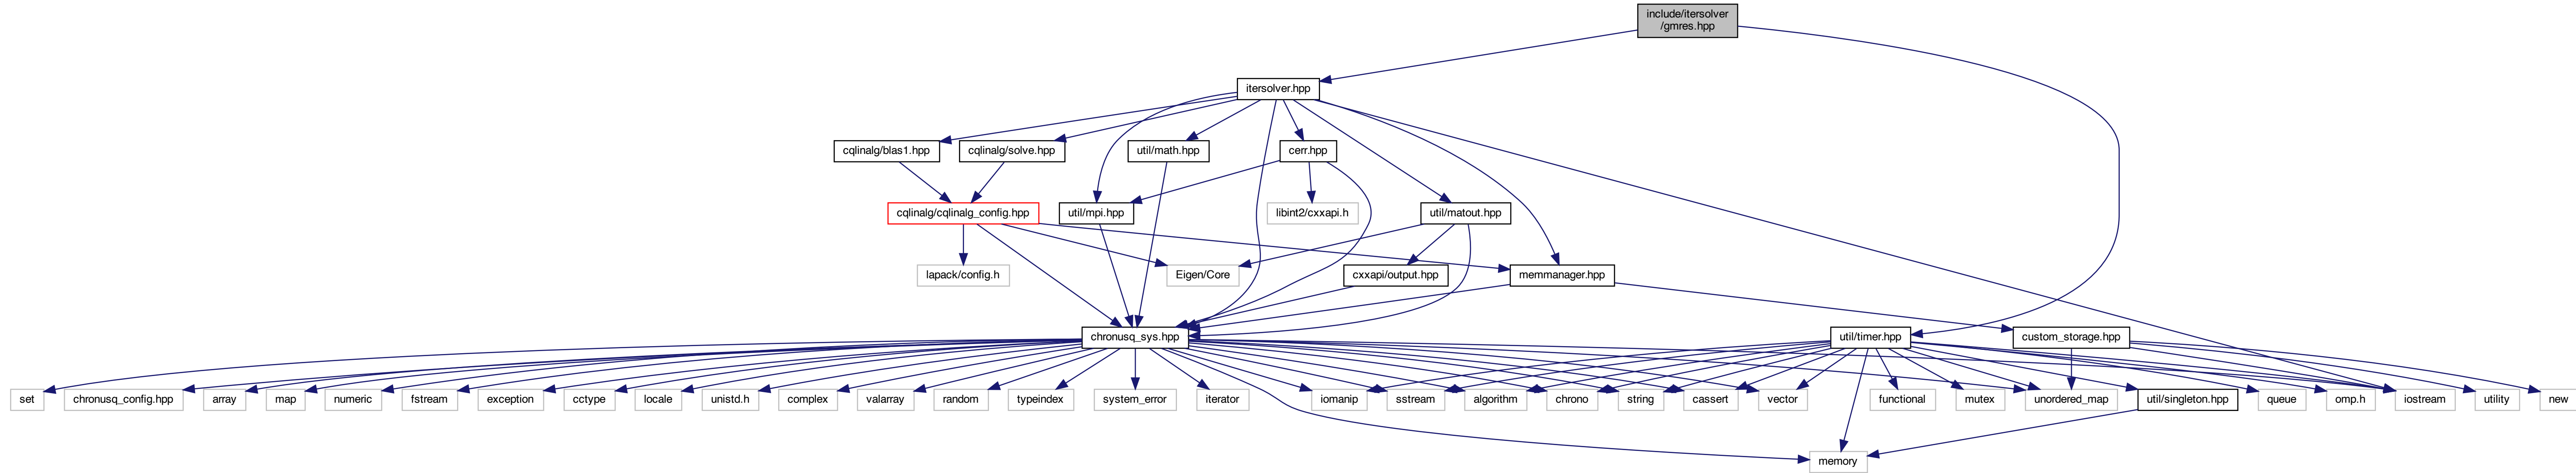 include/itersolver
/gmres.hpp
itersolver.hpp
cqlinalg/blas1.hpp
cqlinalg/solve.hpp
util/math.hpp
cerr.hpp
cqlinalg/cqlinalg_config.hpp
util/mpi.hpp
libint2/cxxapi.h
util/matout.hpp
lapack/config.h
Eigen/Core
cxxapi/output.hpp
memmanager.hpp
chronusq_sys.hpp
util/timer.hpp
custom_storage.hpp
set
chronusq_config.hpp
array
map
numeric
fstream
exception
cctype
locale
unistd.h
complex
valarray
random
typeindex
system_error
iterator
iomanip
sstream
algorithm
chrono
string
cassert
vector
functional
mutex
unordered_map
util/singleton.hpp
queue
omp.h
iostream
utility
new
memory